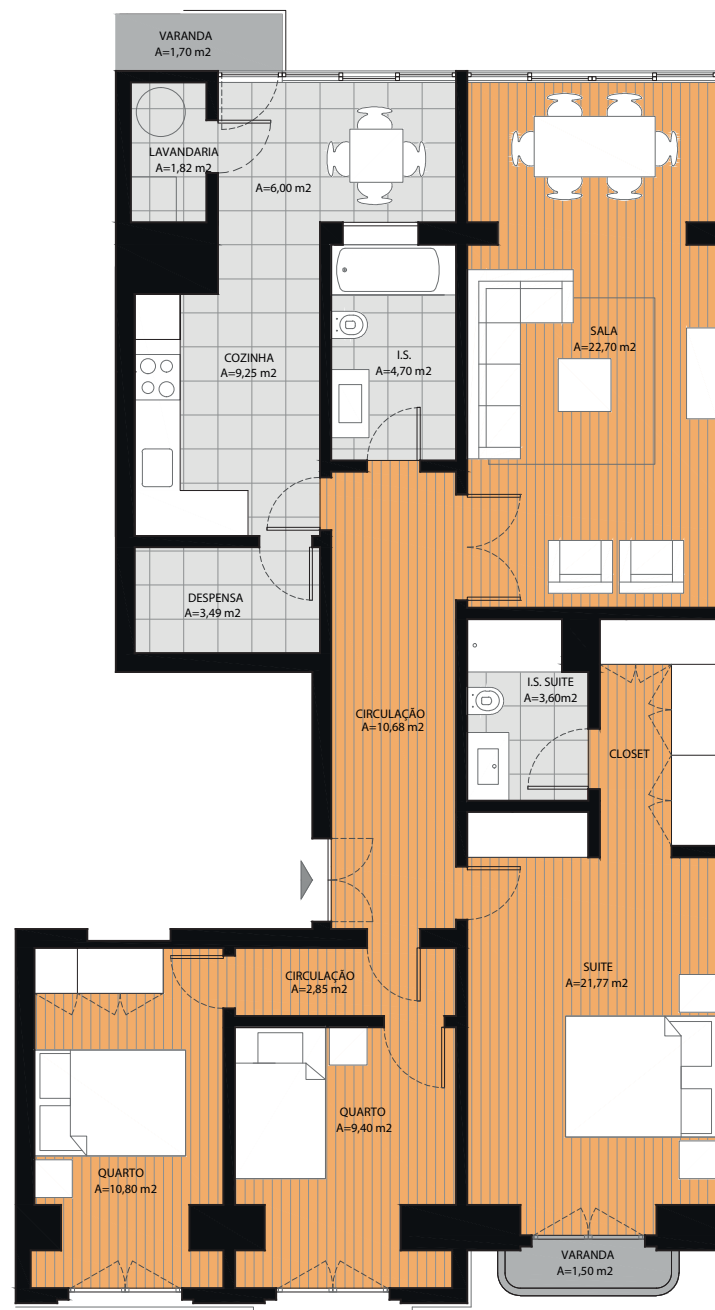 VARANDA
A=1,70 m2
LAVANDARIA
A=1,82 m2
A=6,00 m2
SALA
A=22,70 m2
COZINHA
A=9,25 m2
I.S.
A=4,70 m2
DESPENSA
A=3,49 m2
I.S. SUITE
A=3,60m2
CIRCULAÇÃO
A=10,68 m2
CLOSET
CIRCULAÇÃO
A=2,85 m2
SUITE
A=21,77 m2
QUARTO
A=9,40 m2
QUARTO
A=10,80 m2
VARANDA
A=1,50 m2